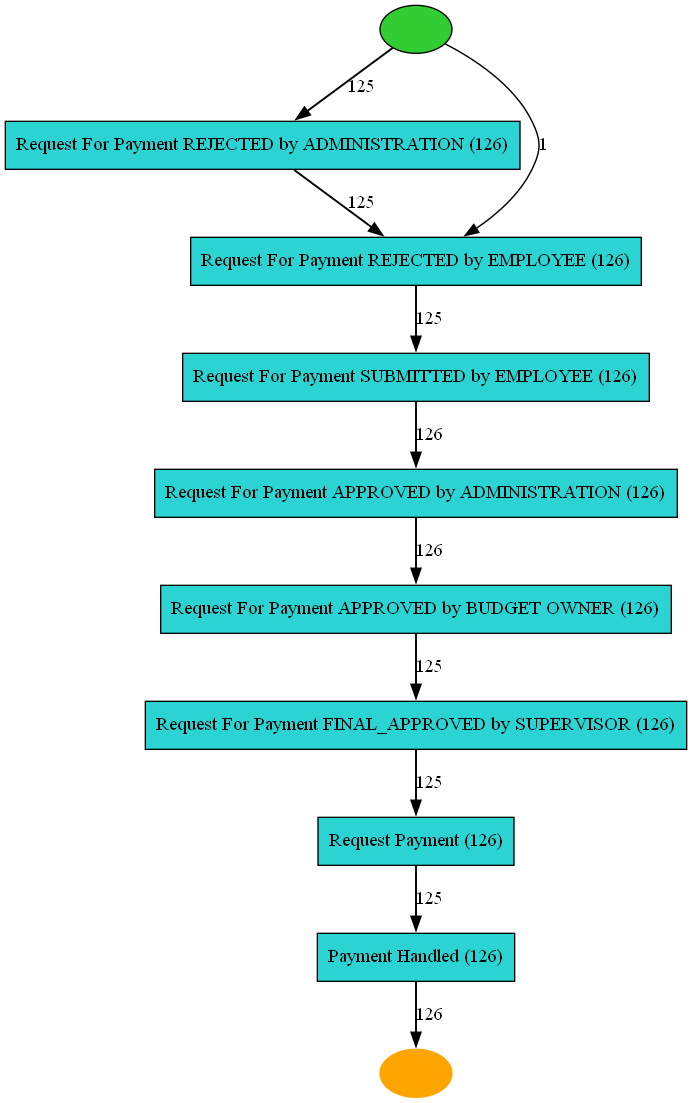 125
Request For Payment REJECTED by ADMINISTRATION (126)
1
125
Request For Payment REJECTED by EMPLOYEE (126)
125
Request For Payment SUBMITTED by EMPLOYEE (126)
126
Request For Payment APPROVED by ADMINISTRATION (126)
126
Request For Payment APPROVED by BUDGET OWNER (126)
125
Request For Payment FINAL_APPROVED by SUPERVISOR (126)
125
Request Payment (126)
125
Payment Handled (126)
126